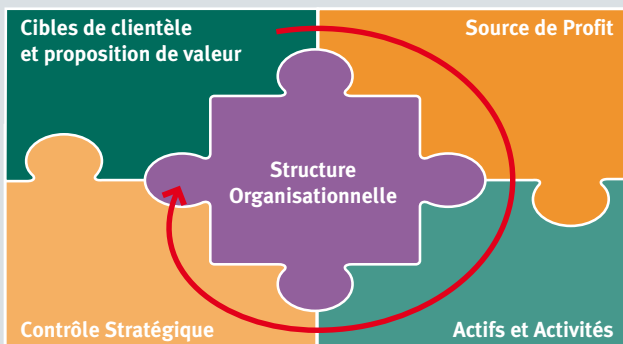 Cibles de clientèle
et proposition de valeur
Source de Profit
Structure
Organisationnelle
Contrôle Stratégique
Actifs et Activités